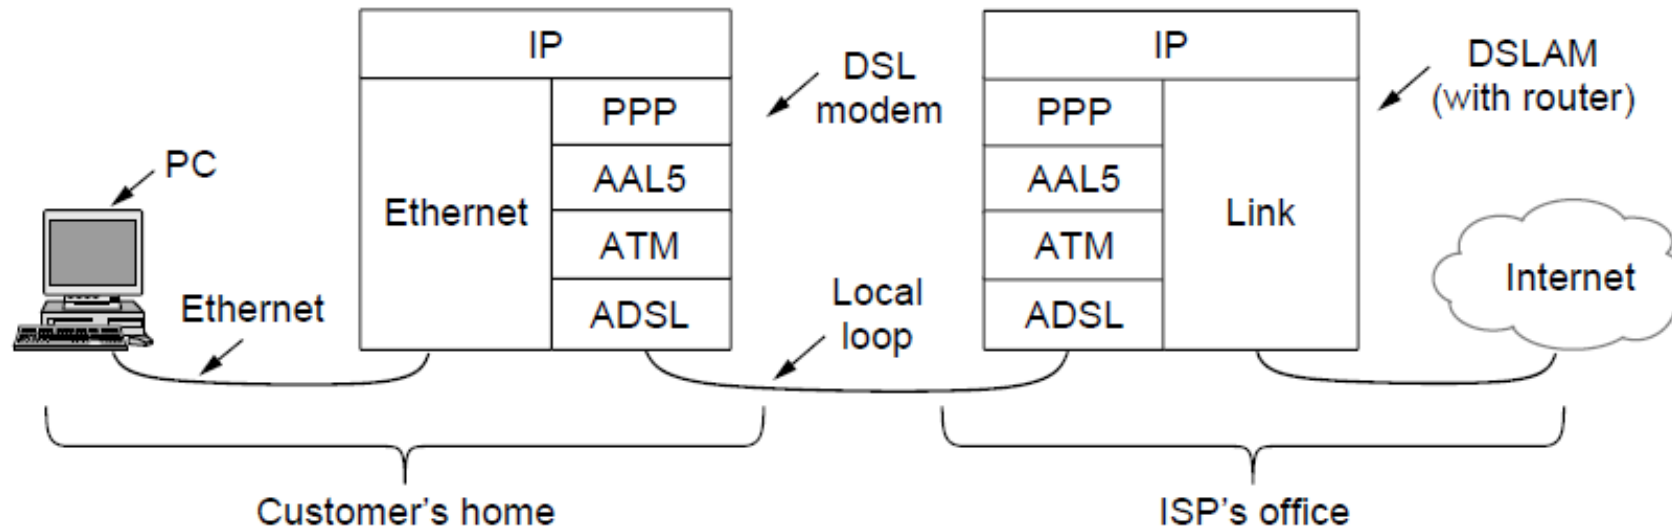 PC
Ethernet
IP
Ethernet
PPP
AAL5
ATM
ADSL
DSL
modem
Local
loop
IP
PPP
AAL5
ATM
ADSL
Link
DSLAM
(with router)
Internet
Customer's home
ISP's office